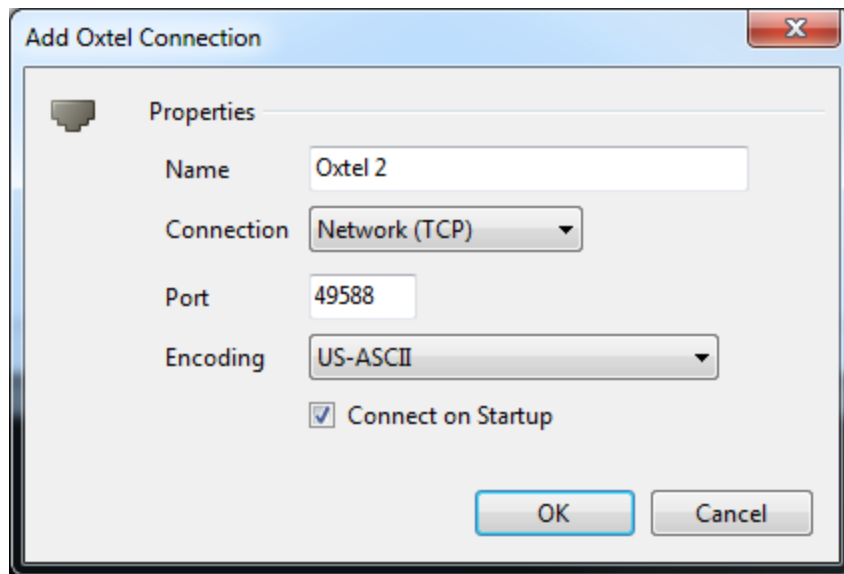 Add Oxtel Connection
Properties
Name Oxtel 2
Connection Network (TCP)
Port 49588
Encoding US-ASCII
Connect on Startup
OK Cancel